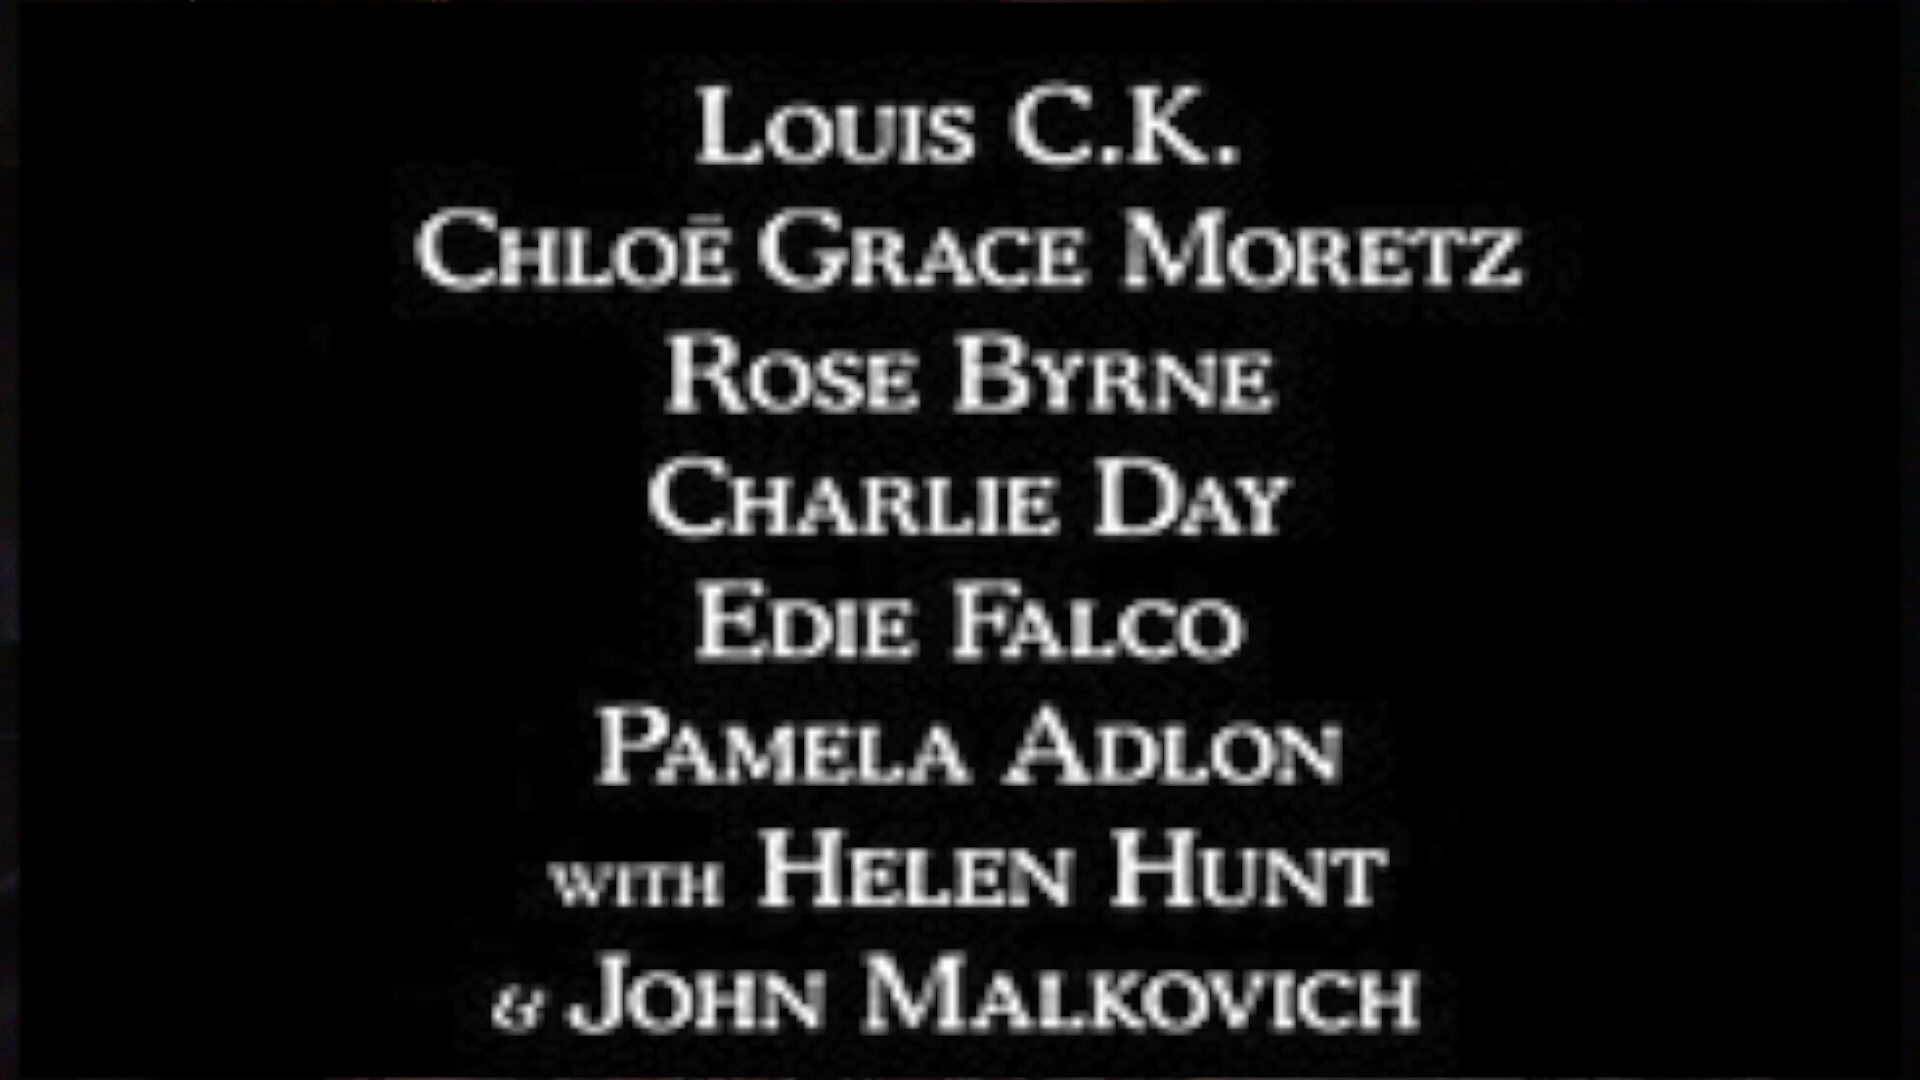 LOUIS C.K.
CHLOË GRACE MORETZ
ROSE BYRNE
CHARLIE DAY
EDIE FALCO
PAMELA ADLON
WITH HELEN HUNT
& JOHN MALKOVICH